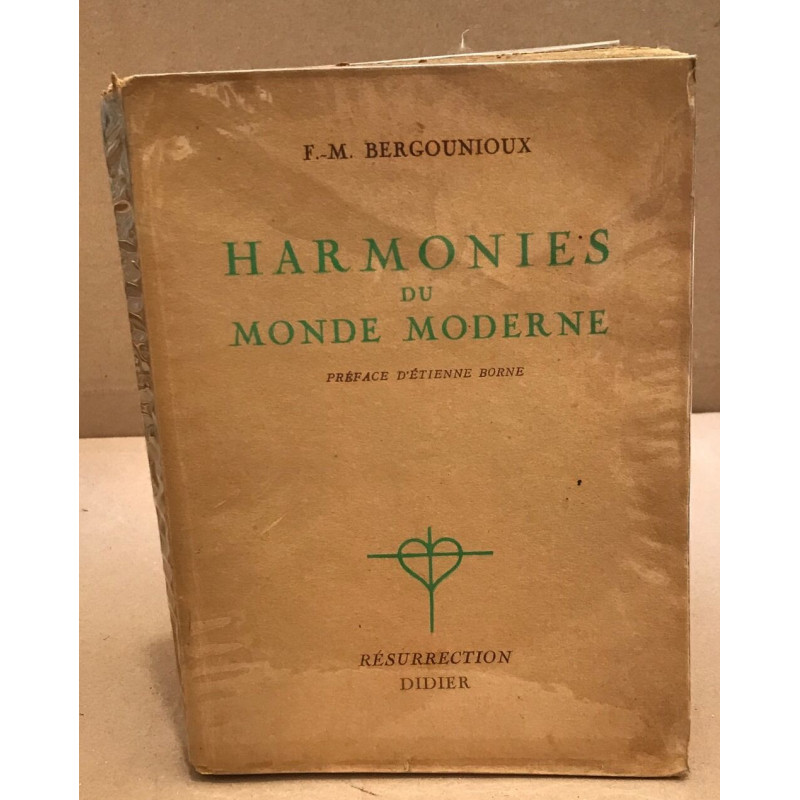 F.-M. BERGOUNIOUX
HARMONIES
DU
MONDE MODERNE
PRÉFACE D'ÉTIENNE BORNE
RÉSURRECTION
DIDIER